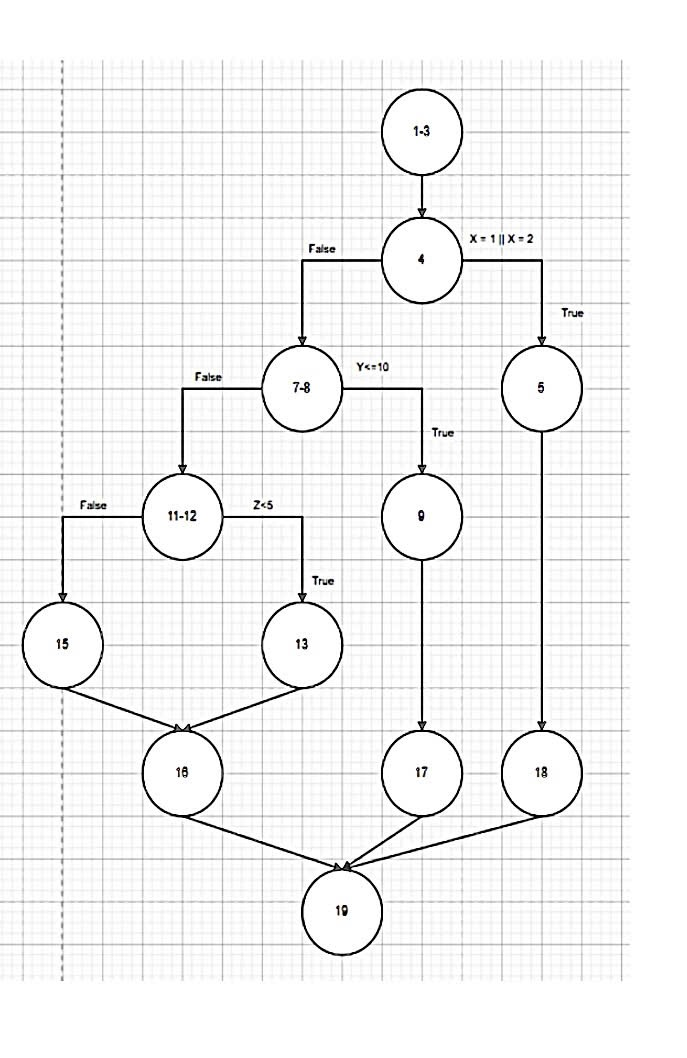 1-3
X = 1 || X = 2
False
4
True
Y<=10
False
7-8
5
True
False
Z<5
11-12
9
True
15
13
16
17
18
19